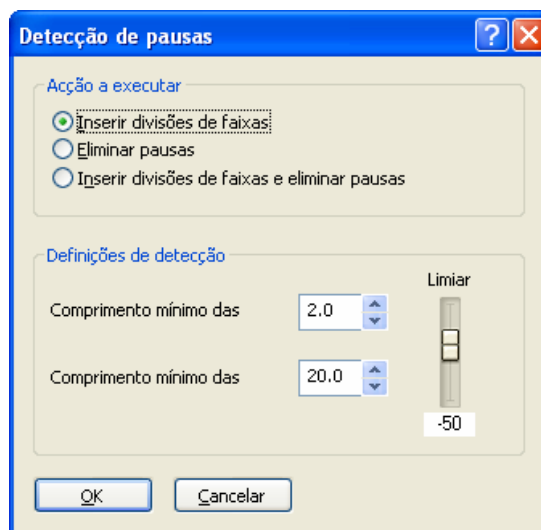 Detecção de pausas
Acção a executar
Inserir divisões de faixas
Eliminar pausas
Inserir divisões de faixas e eliminar pausas
Definições de detecção
Limiar
Comprimento mínimo das 2.0
Comprimento mínimo das 20.0
-50
OK Cancelar